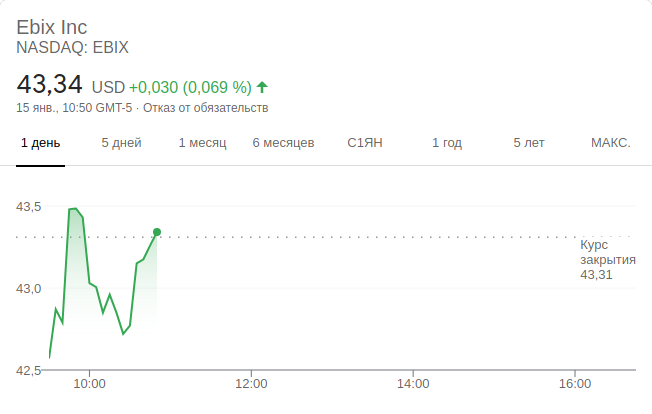 Ebix Inc
NASDAQ: EBIX
43,34 USD +0,030 (0,069 %)
15 янв., 10:50 GMT-5 · Отказ от обязательств
1 день 5 дней 1 месяц 6 месяцев С1ЯН 1 год 5 лет МАКС.
43,5
Курс
закрытия
43,31
43,0
42,5
10:00 12:00 14:00 16:00